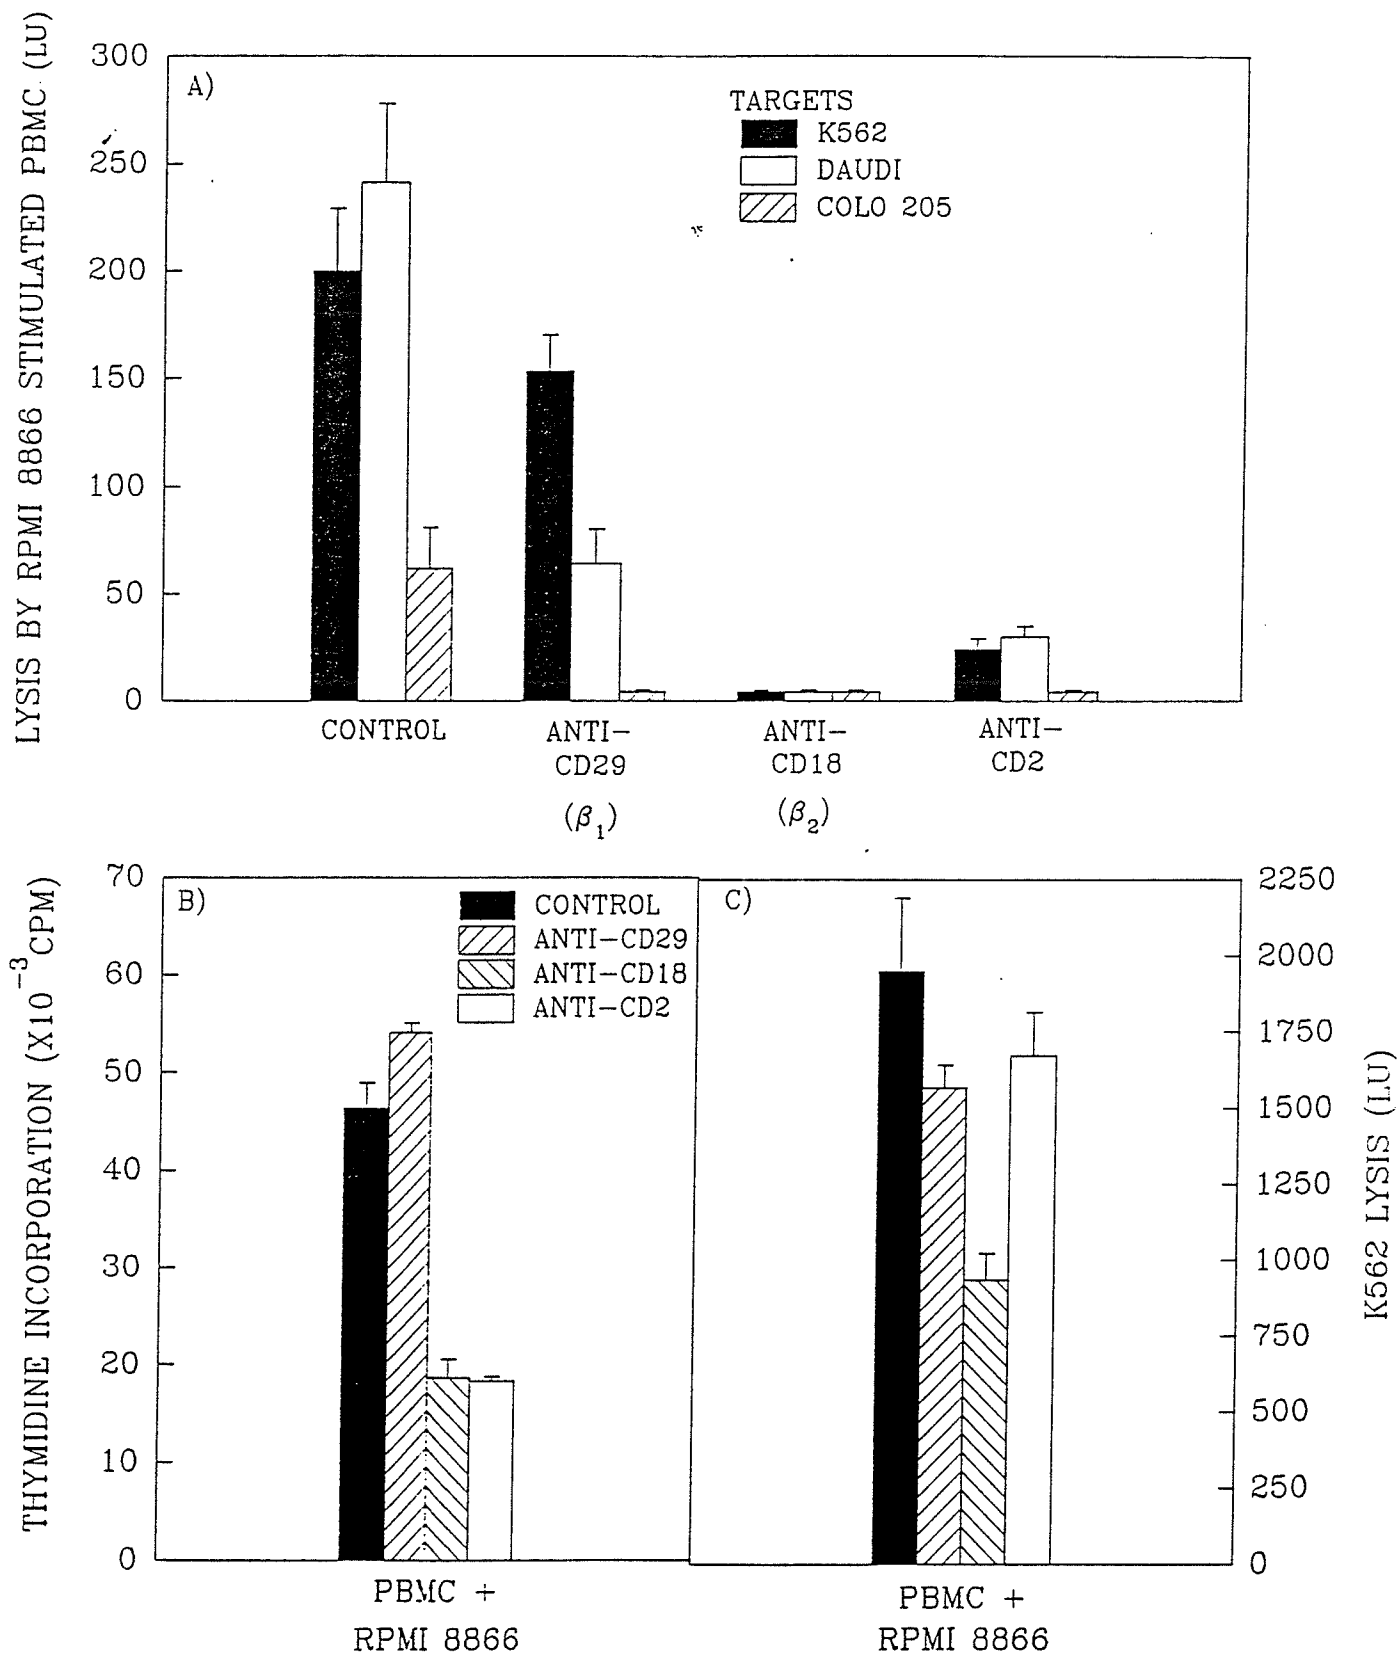 LYSIS BY RPMI 8866 STIMULATED PBMC (LU)
300
250
200
150
100
50
0
A)
TARGETS
K562
DAUDI
COLO 205
CONTROL
ANTI-
CD29
(β1)
ANTI-
CD18
(β2)
ANTI-
CD2
THYMIDINE INCORPORATION (X10⁻³CPM)
70
60
50
40
30
20
10
0
B)
CONTROL
ANTI-CD29
ANTI-CD18
ANTI-CD2
PBMC +
RPMI 8866
C)
2250
2000
1750
1500
1250
1000
750
500
250
0
K562 LYSIS (LU)
PBMC +
RPMI 8866